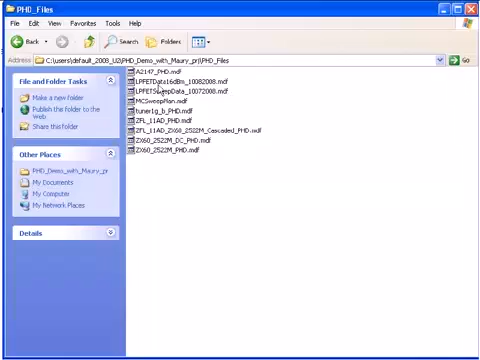 PHD_Files
File Edit View Favorites Tools Help
Back Search Folders
Address C:\users\default_2003_U2\PHD_Demo_with_Maury_prj\PHD_Files Go
File and Folder Tasks
Make a new folder
Publish this folder to the
Web
Share this folder
Other Places
PHD_Demo_with_Maury_pr
My Documents
My Computer
My Network Places
Details
A2147_PHD.mdf
LPFETData16dBm_10082008.mdf
LPFETSweepData_10072008.mdf
MCSweepPlan.mdf
tuner1g_b_PHD.mdf
ZFL_11AD_PHD.mdf
ZFL_11AD_ZX60_2522M_Cascaded_PHD.mdf
ZX60_2522M_DC_PHD.mdf
ZX60_2522M_PHD.mdf